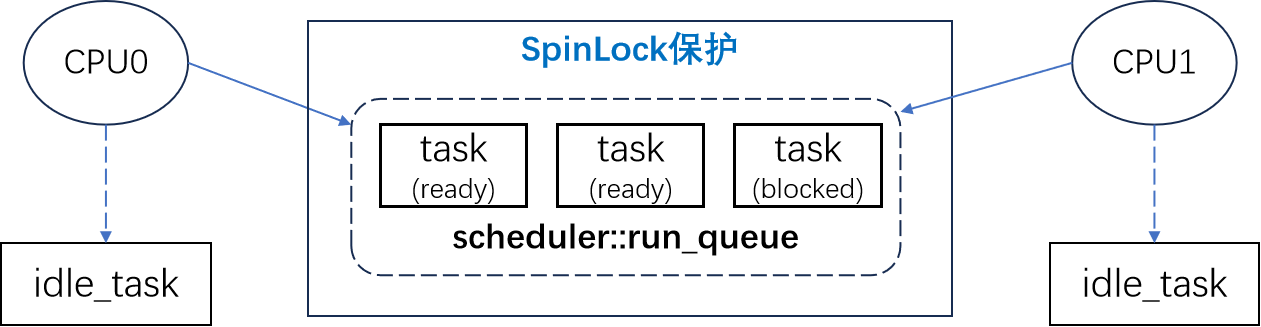 SpinLock保护
CPU0
CPU1
task
(ready)
task
(ready)
task
(blocked)
scheduler::run_queue
idle_task
idle_task